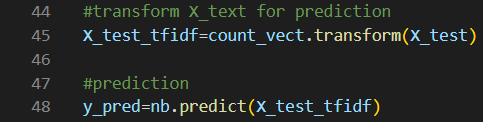 44 #transform X_text for prediction
45 X_test_tfidf=count_vect.transform(X_test)
46
47 #prediction
48 y_pred=nb.predict(X_test_tfidf)